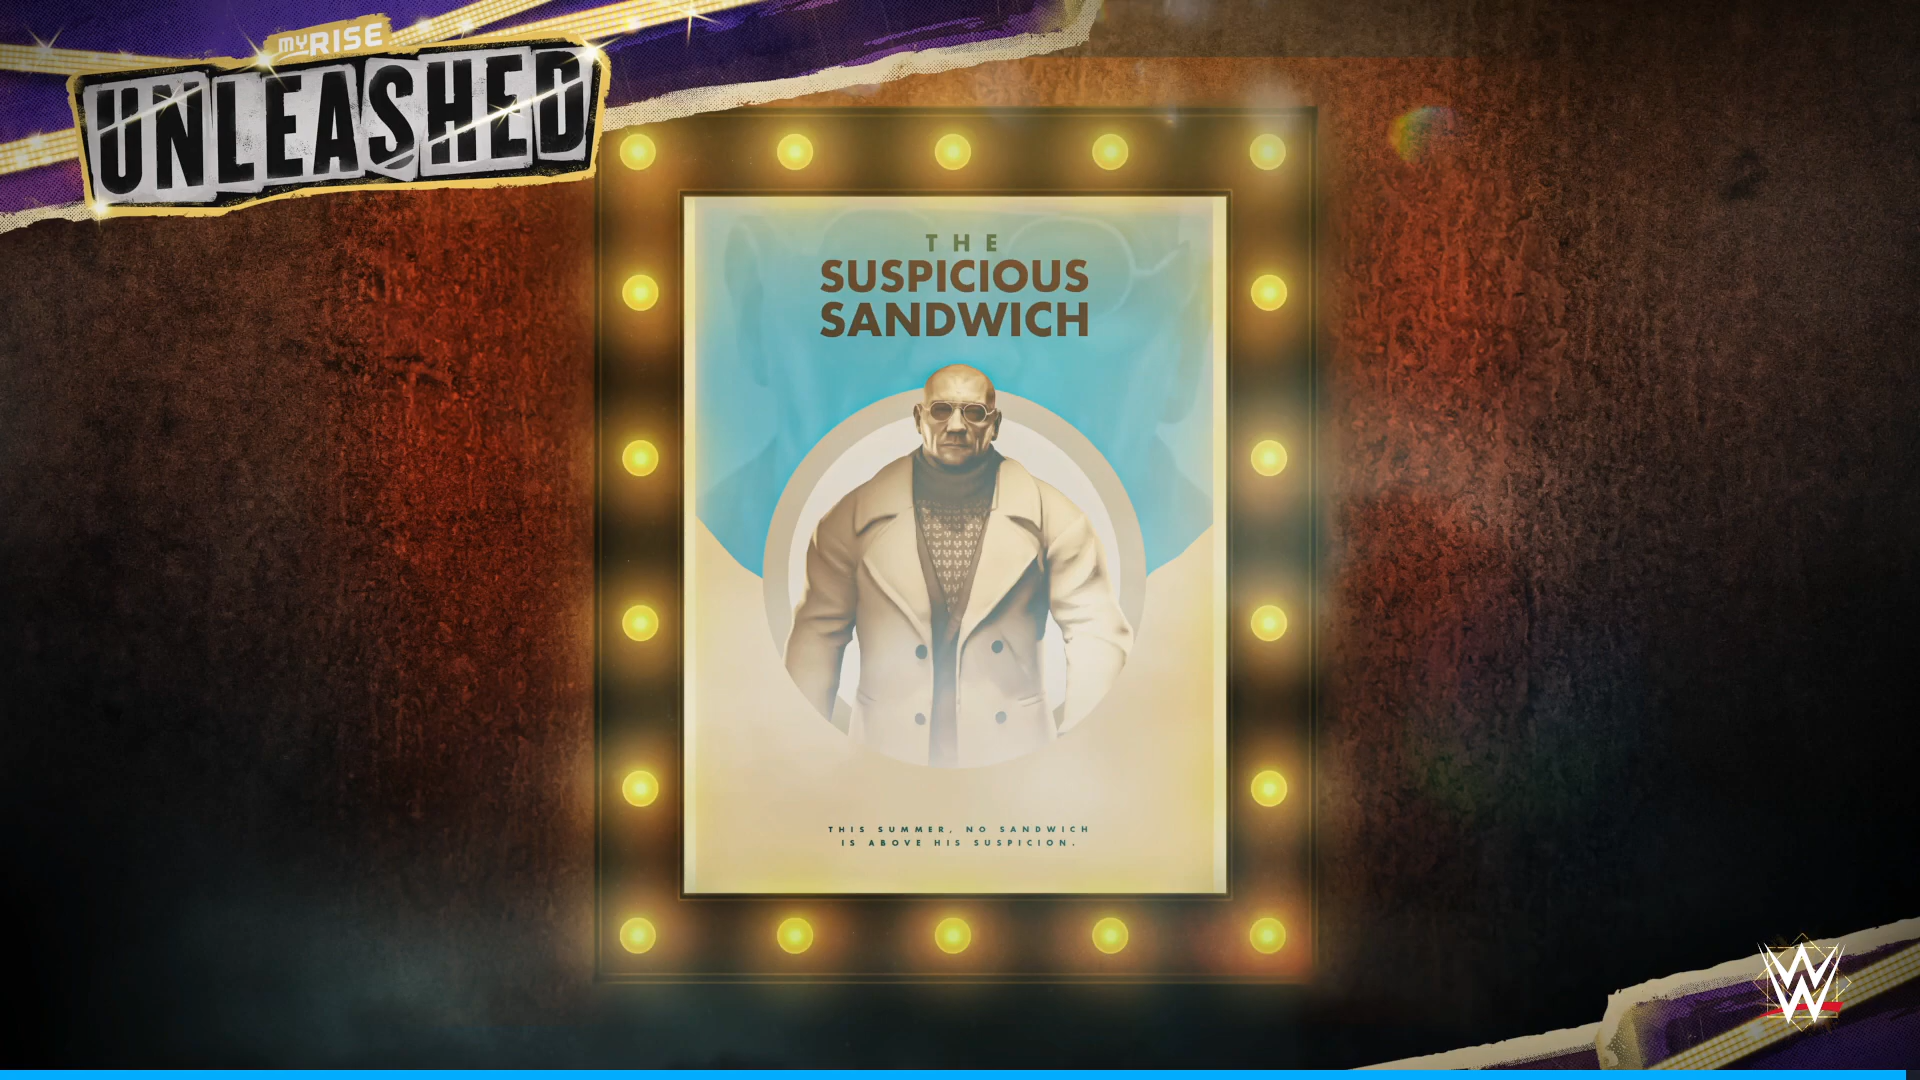 MYRISE
UNLEASHED
THE
SUSPICIOUS
SANDWICH
THIS SUMMER, NO SANDWICH
IS ABOVE HIS SUSPICION.
W